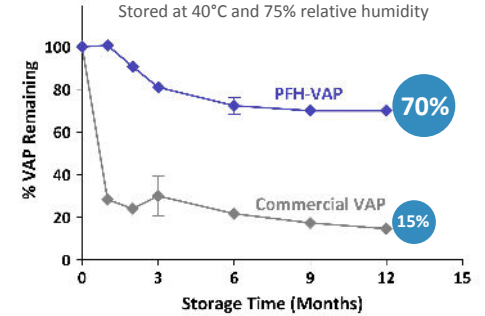 Stored at 40°C and 75% relative humidity
% VAP Remaining
100
80
60
40
20
0
PFH-VAP
70%
Commercial VAP
15%
0 3 6 9 12 15
Storage Time (Months)